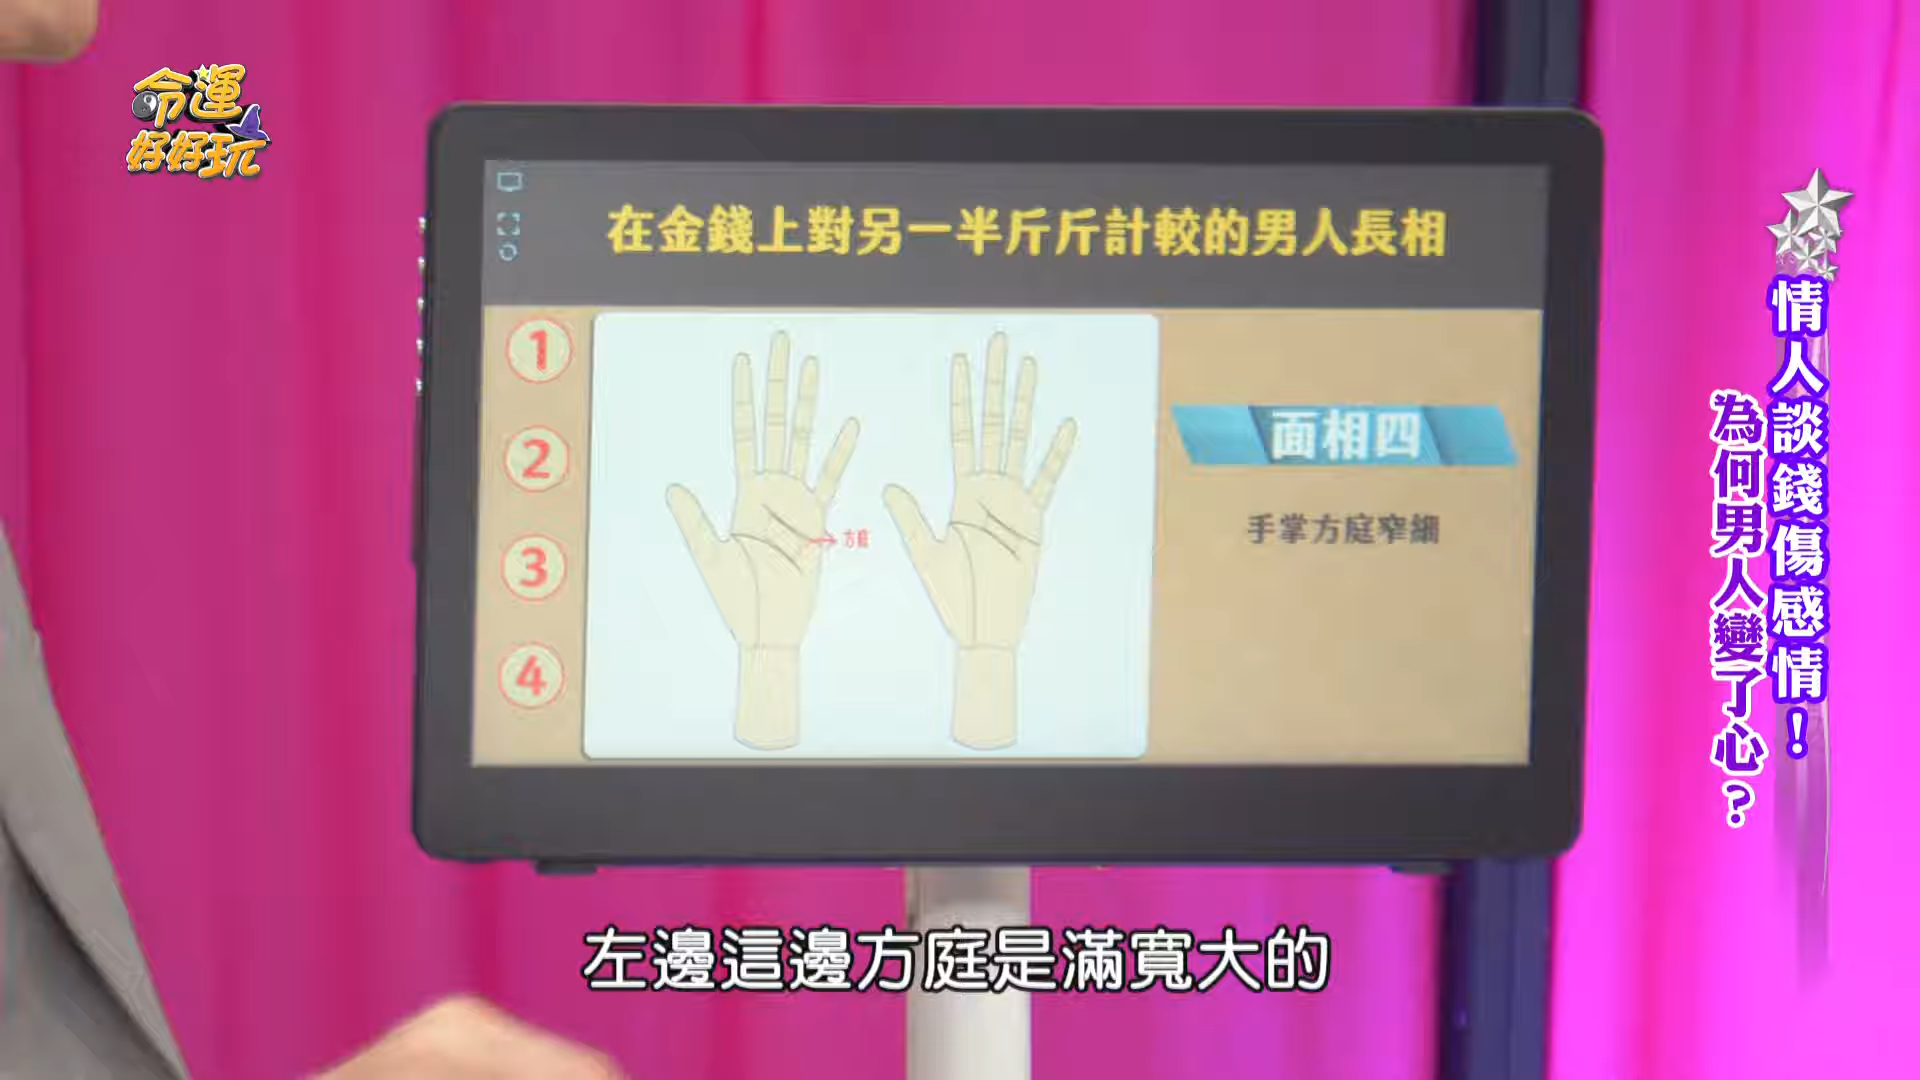 命運
好好玩
在金錢上對另一半斤斤計較的男人長相
1
2
3
4
方庭
面相四
手掌方庭窄細
情人談錢傷感情！
為何男人變了心？
左邊這邊方庭是滿寬大的